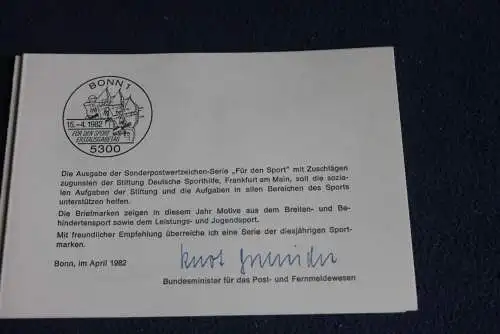 BONN 1
15.-4.1982
FÜR DEN SPORT
ERSTAUSGABETAG
5300
Die Ausgabe der Sonderpostwertzeichen-Serie „Für den Sport" mit Zuschlägen
zugunsten der Stiftung Deutsche Sporthilfe, Frankfurt am Main, soll die sozia-
len Aufgaben der Stiftung und die Aufgaben in allen Bereichen des Sports
unterstützen helfen.
Die Briefmarken zeigen in diesem Jahr Motive aus dem Breiten- und Be-
hindertensport sowie dem Leistungs- und Jugendsport.
Mit freundlicher Empfehlung überreiche ich eine Serie der diesjährigen Sport-
marken.
Bonn, im April 1982
Kurt
Bundesminister für das Post- und Fernmeldewesen